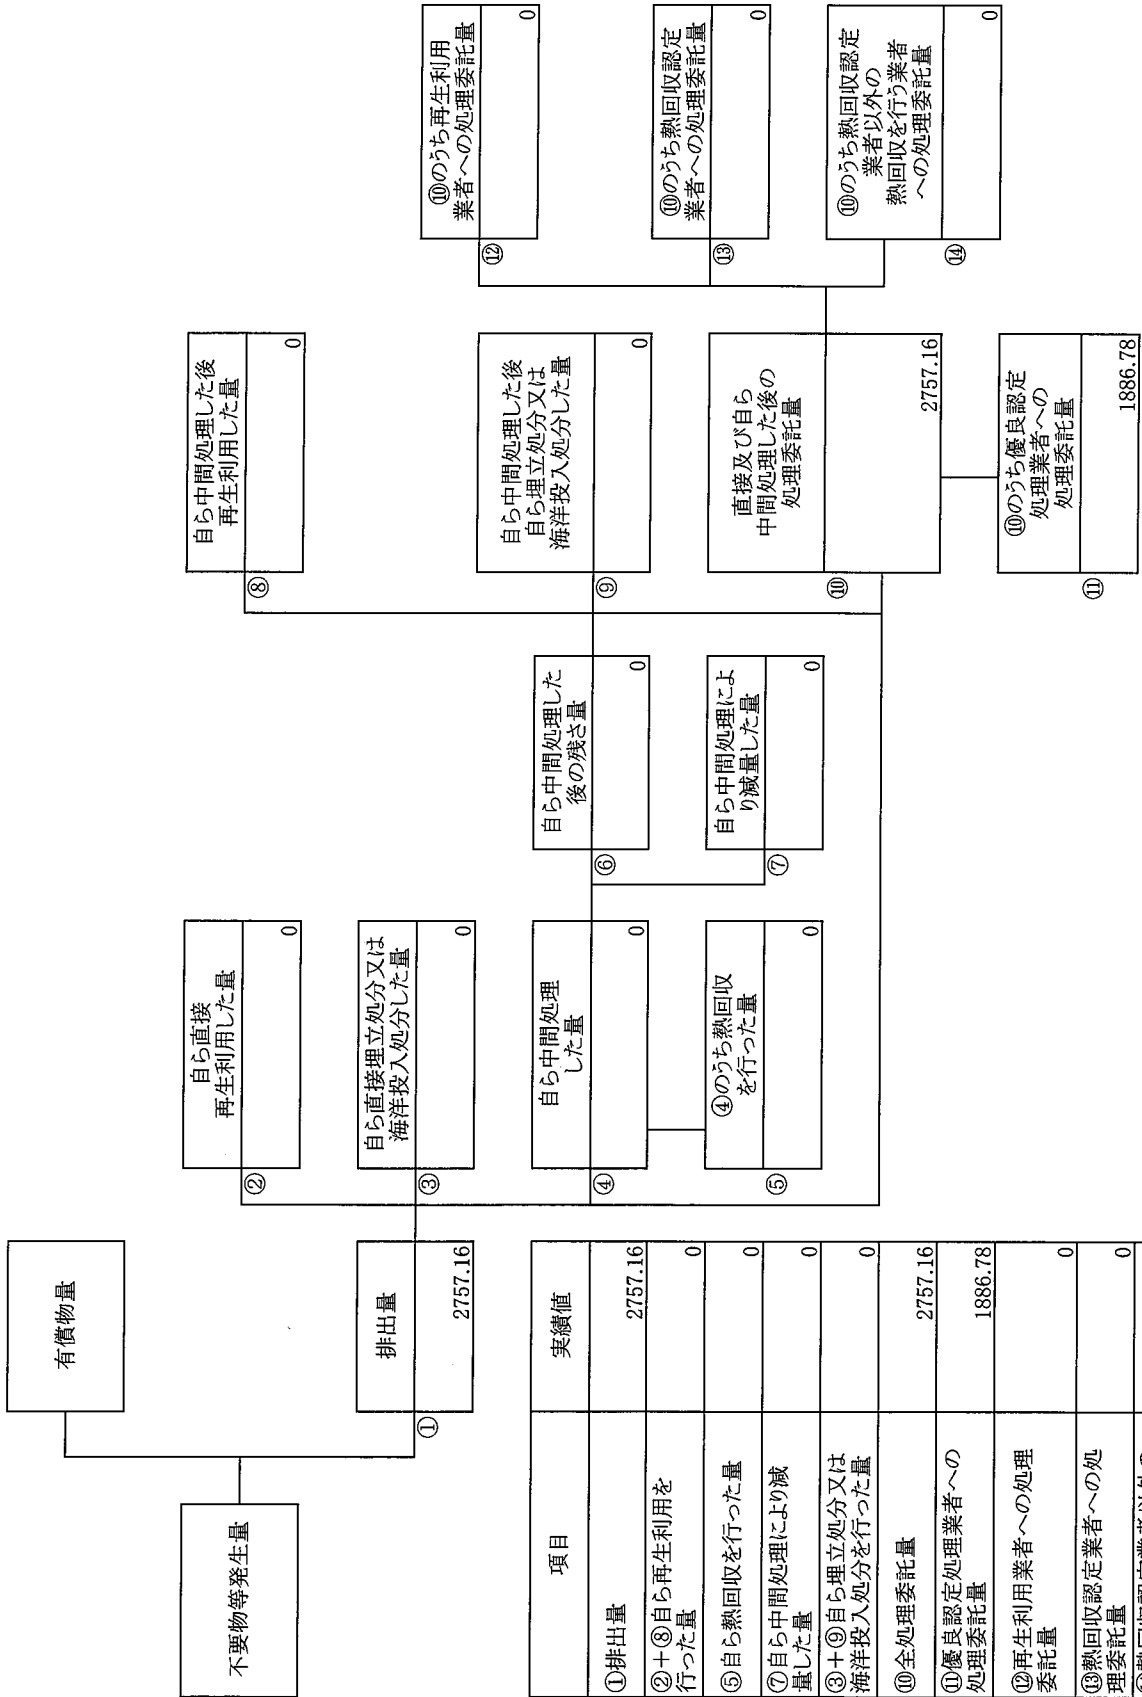 不要物等発生量
有償物量
①
排出量
2757.16
②
自ら直接
再生利用した量
0
③
自ら直接埋立処分又は
海洋投入処分した量
0
④
自ら中間処理
した量
0
⑤
④のうち熱回収
を行った量
0
⑥
自ら中間処理した
後の残さ量
0
⑦
自ら中間処理によ
り減量した量
0
⑧
自ら中間処理した後
再生利用した量
0
⑨
自ら中間処理した後
自ら埋立処分又は
海洋投入処分した量
0
⑩
直接及び自ら
中間処理した後の
処理委託量
2757.16
⑪
⑩のうち優良認定
処理業者への
処理委託量
1886.78
⑫
⑩のうち再生利用
業者への処理委託量
0
⑬
⑩のうち熱回収認定
業者への処理委託量
0
⑭
⑩のうち熱回収認定
業者以外の
熱回収を行う業者
への処理委託量
0
項目 実績値
①排出量 2757.16
②+⑧自ら再生利用を
行った量 0
⑤自ら熱回収を行った量 0
⑦自ら中間処理により減
量した量 0
③+⑨自ら埋立処分又は
海洋投入処分を行った量 0
⑩全処理委託量 2757.16
⑪優良認定処理業者への
処理委託量 1886.78
⑫再生利用業者への処理
委託量 0
⑬熱回収認定業者への処
理委託量 0